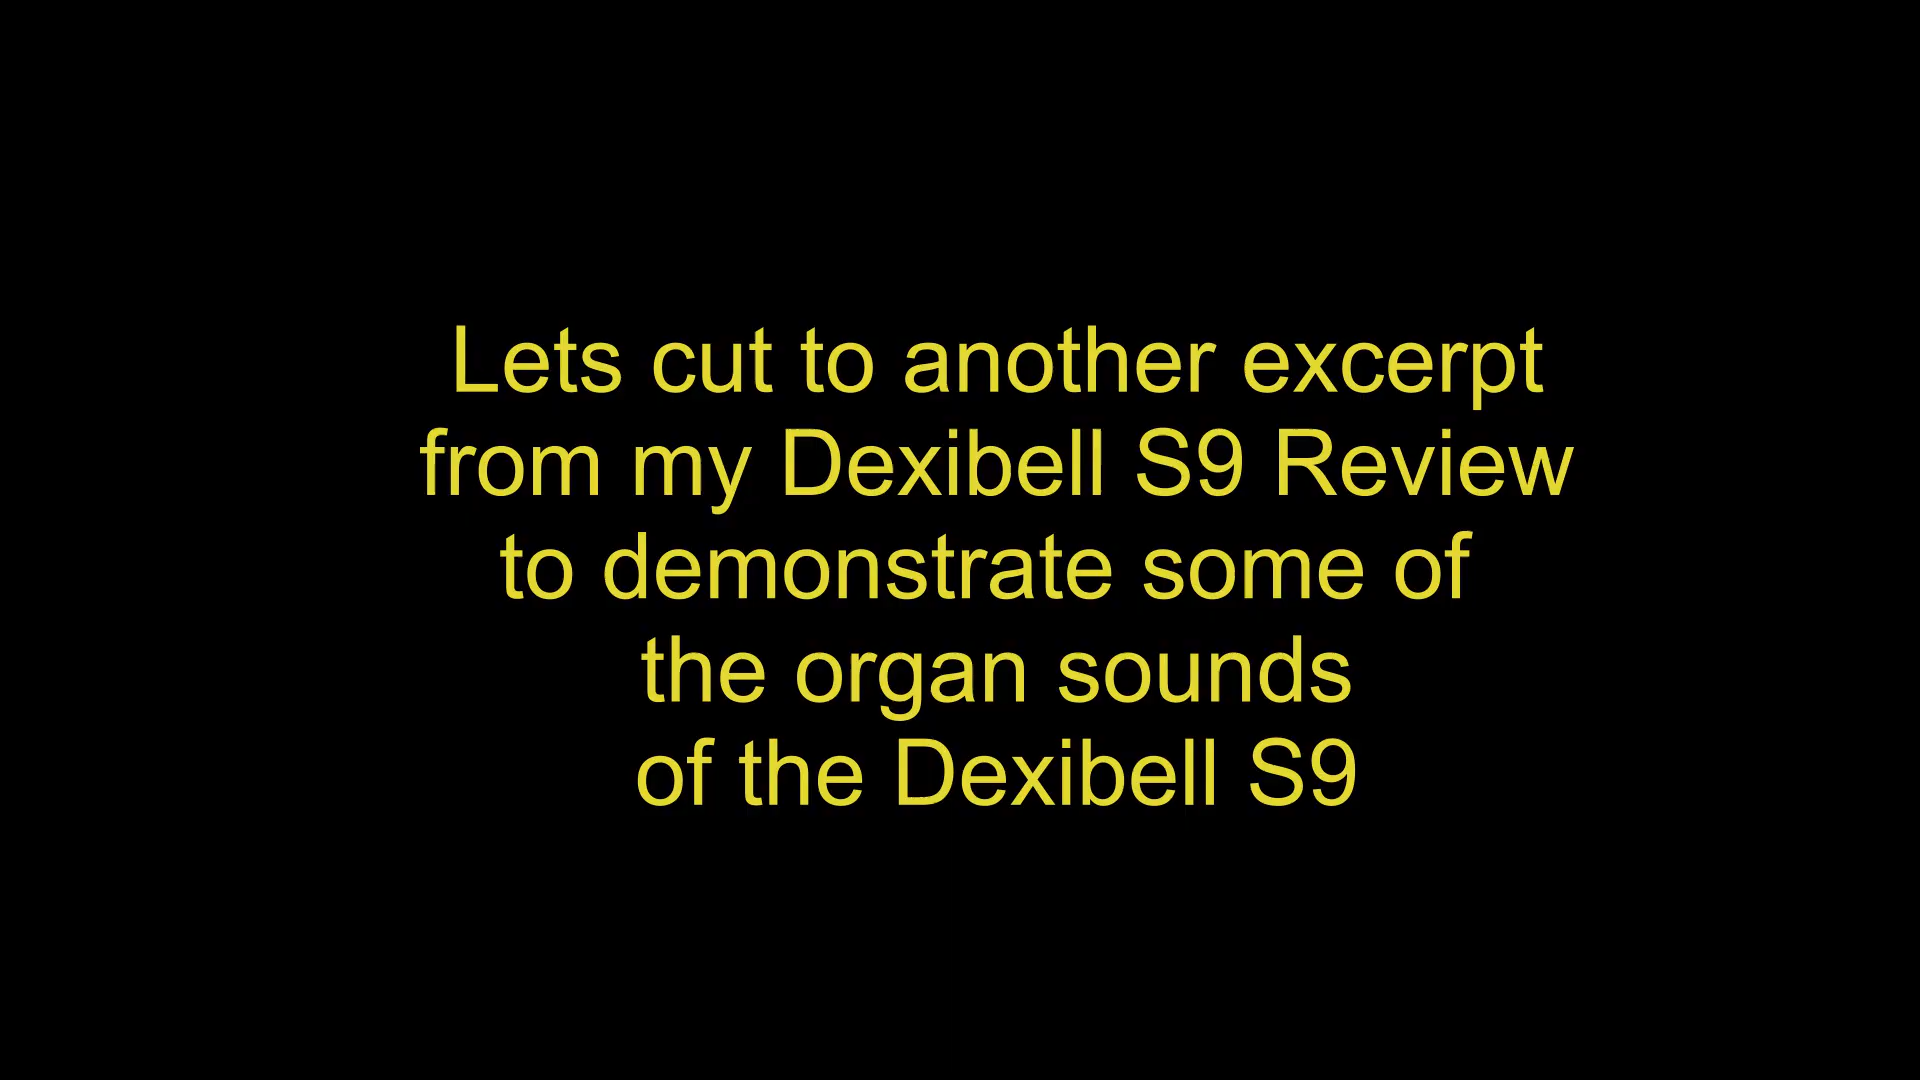 Lets cut to another excerpt
from my Dexibell S9 Review
to demonstrate some of
the organ sounds
of the Dexibell S9